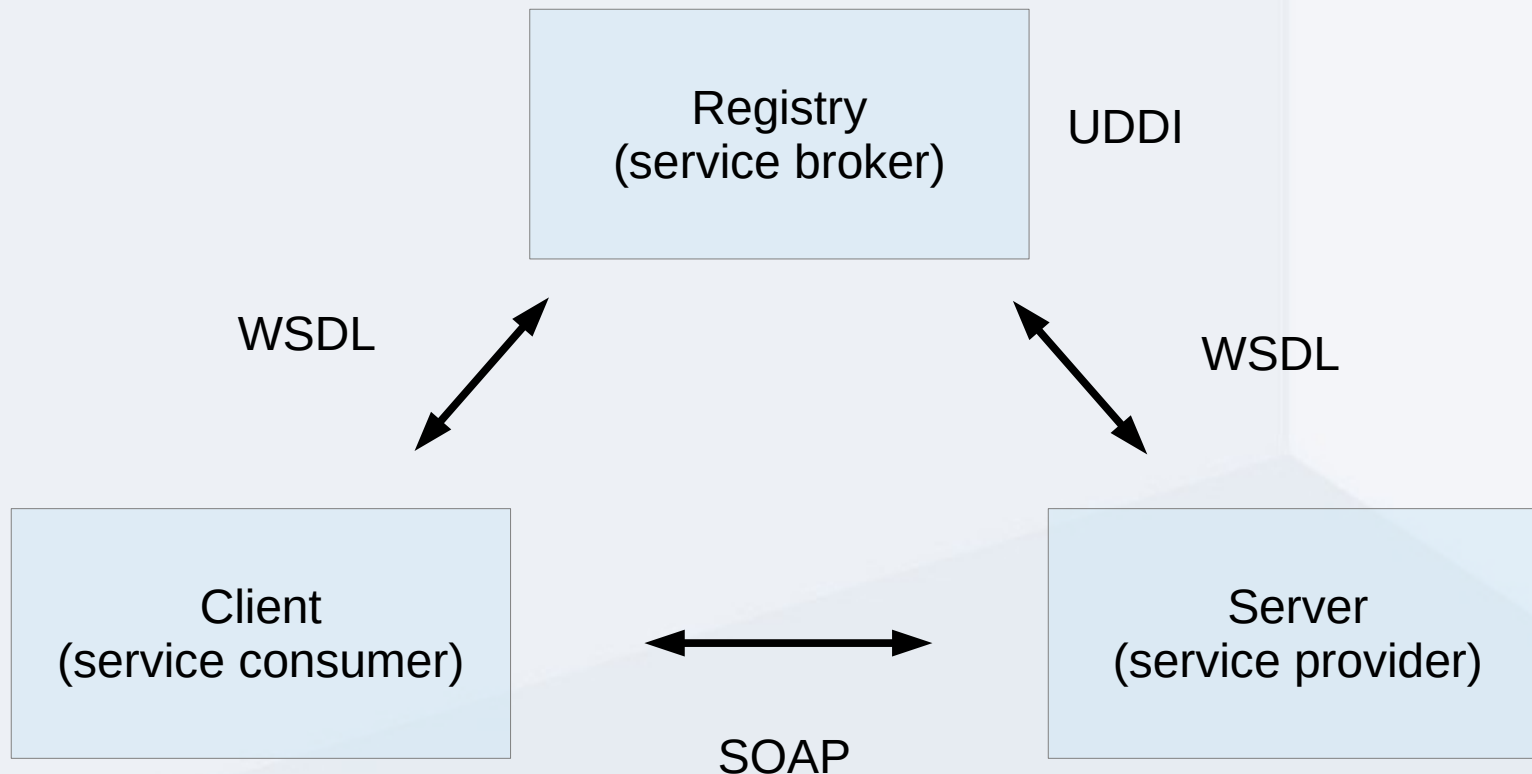 Registry
(service broker)
UDDI
WSDL
WSDL
Client
(service consumer)
Server
(service provider)
SOAP